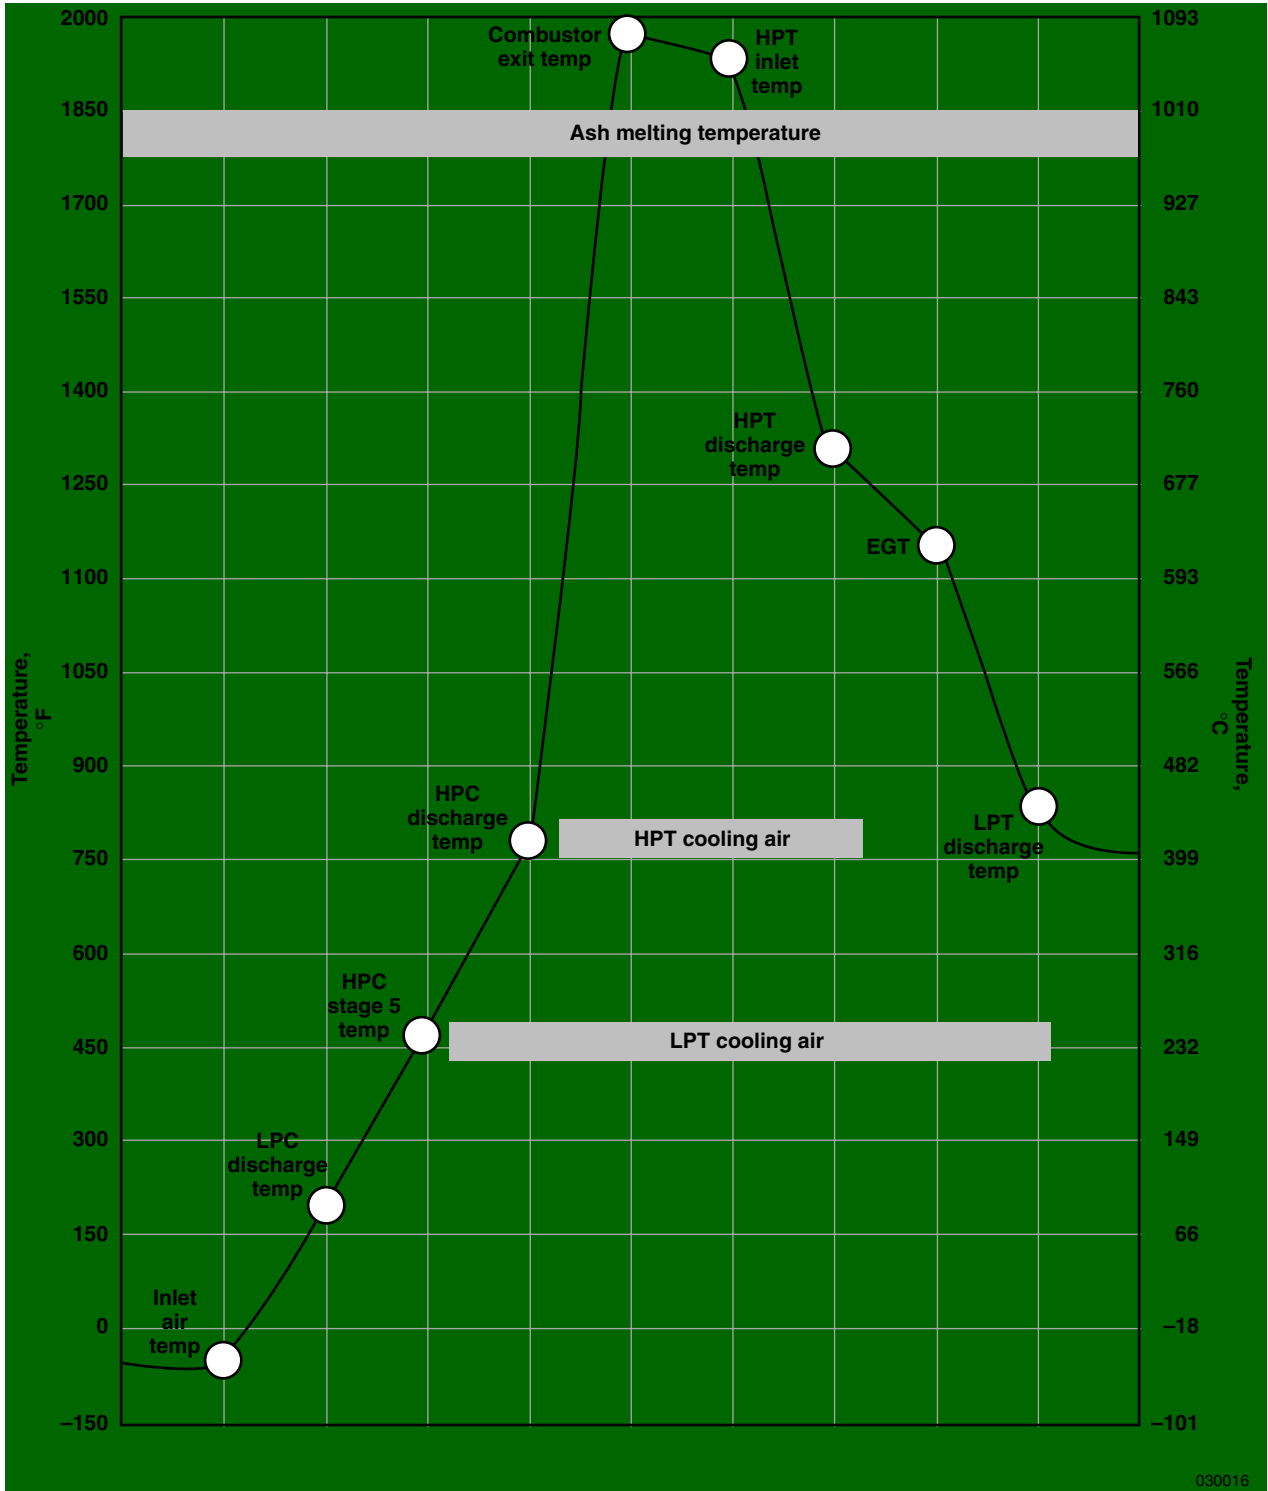 2000
1850
1700
1550
1400
1250
1100
1050
900
750
600
450
300
150
0
–150
Temperature,
°F
Combustor
exit temp
HPT
inlet
temp
Ash melting temperature
HPT
discharge
temp
EGT
HPC
discharge
temp
HPT cooling air
LPT
discharge
temp
HPC
stage 5
temp
LPT cooling air
LPC
discharge
temp
Inlet
air
temp
1093
1010
927
843
760
677
593
566
482
399
316
232
149
66
–18
–101
Temperature,
°C
030016